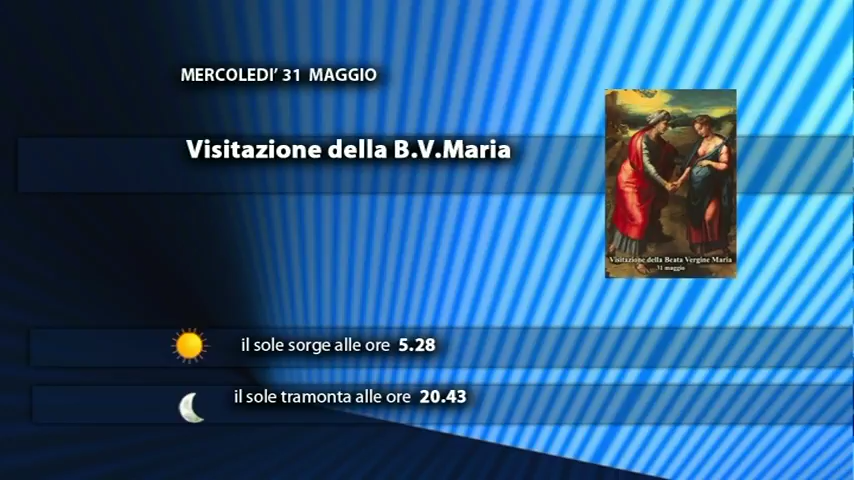 MERCOLEDI’ 31 MAGGIO
Visitazione della B.V.Maria
Visitazione della Beata Vergine Maria
31 maggio
il sole sorge alle ore 5.28
il sole tramonta alle ore 20.43